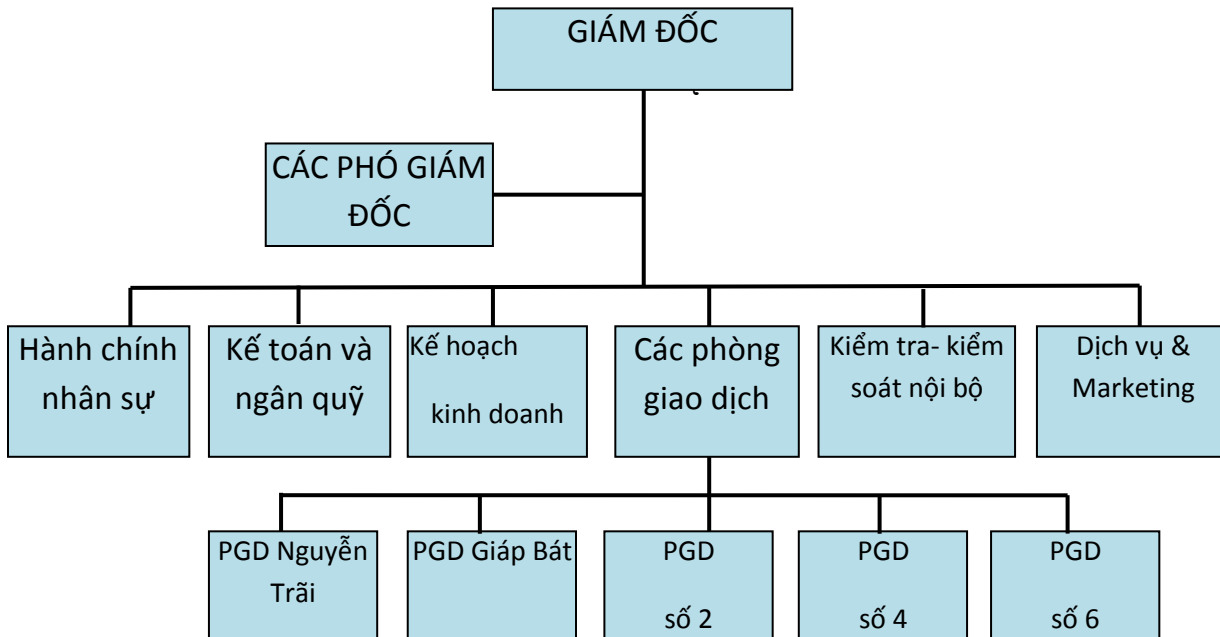 GIÁM ĐỐC
CÁC PHÓ GIÁM
ĐỐC
Hành chính
nhân sự
Kế toán và
ngân quỹ
Kế hoạch
kinh doanh
Các phòng
giao dịch
Kiểm tra- kiểm
soát nội bộ
Dịch vụ &
Marketing
PGD Nguyễn
Trãi
PGD Giáp Bát
PGD
số 2
PGD
số 4
PGD
số 6